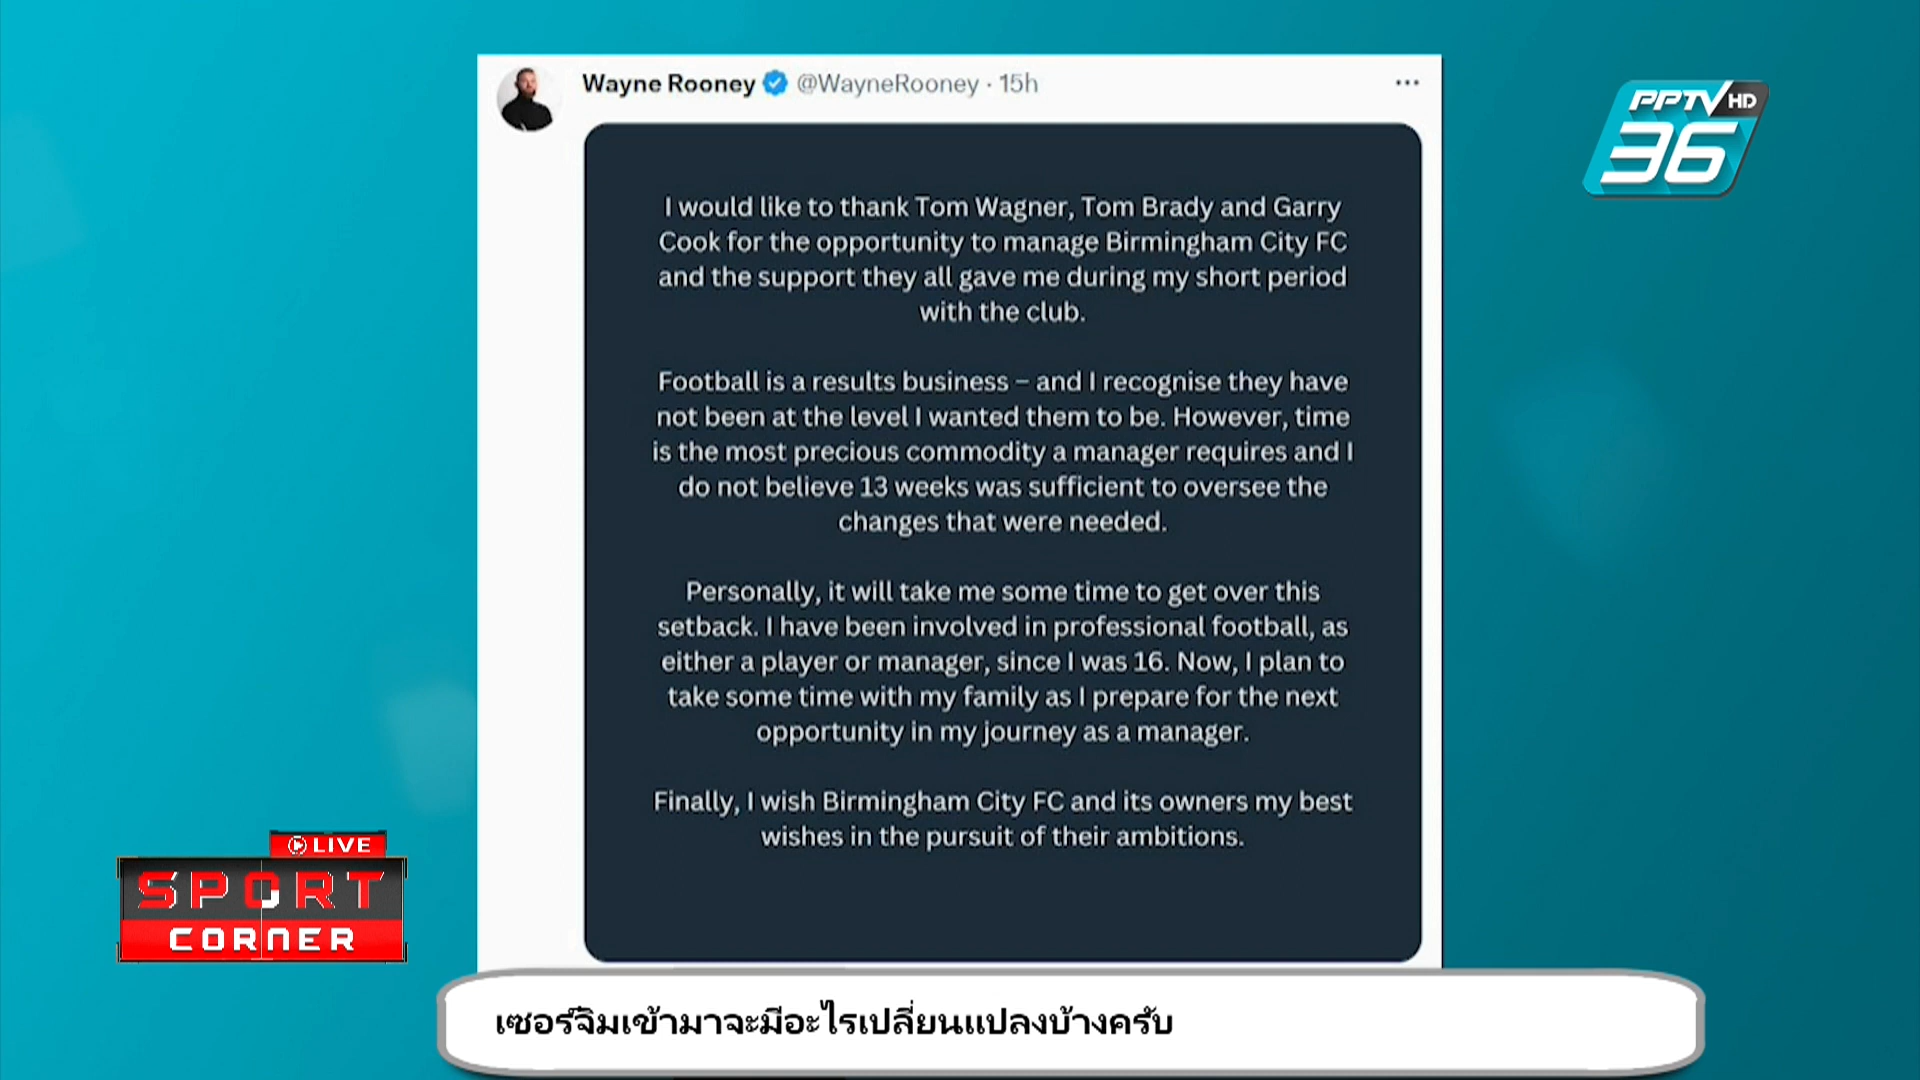 Wayne Rooney @WayneRooney · 15h
PPTV HD
36
I would like to thank Tom Wagner, Tom Brady and Garry
Cook for the opportunity to manage Birmingham City FC
and the support they all gave me during my short period
with the club.
Football is a results business – and I recognise they have
not been at the level I wanted them to be. However, time
is the most precious commodity a manager requires and I
do not believe 13 weeks was sufficient to oversee the
changes that were needed.
Personally, it will take me some time to get over this
setback. I have been involved in professional football, as
either a player or manager, since I was 16. Now, I plan to
take some time with my family as I prepare for the next
opportunity in my journey as a manager.
Finally, I wish Birmingham City FC and its owners my best
wishes in the pursuit of their ambitions.
LIVE
SPORT
CORNER
เซอร์จิมเข้ามาจะมีอะไรเปลี่ยนแปลงบ้างครับ